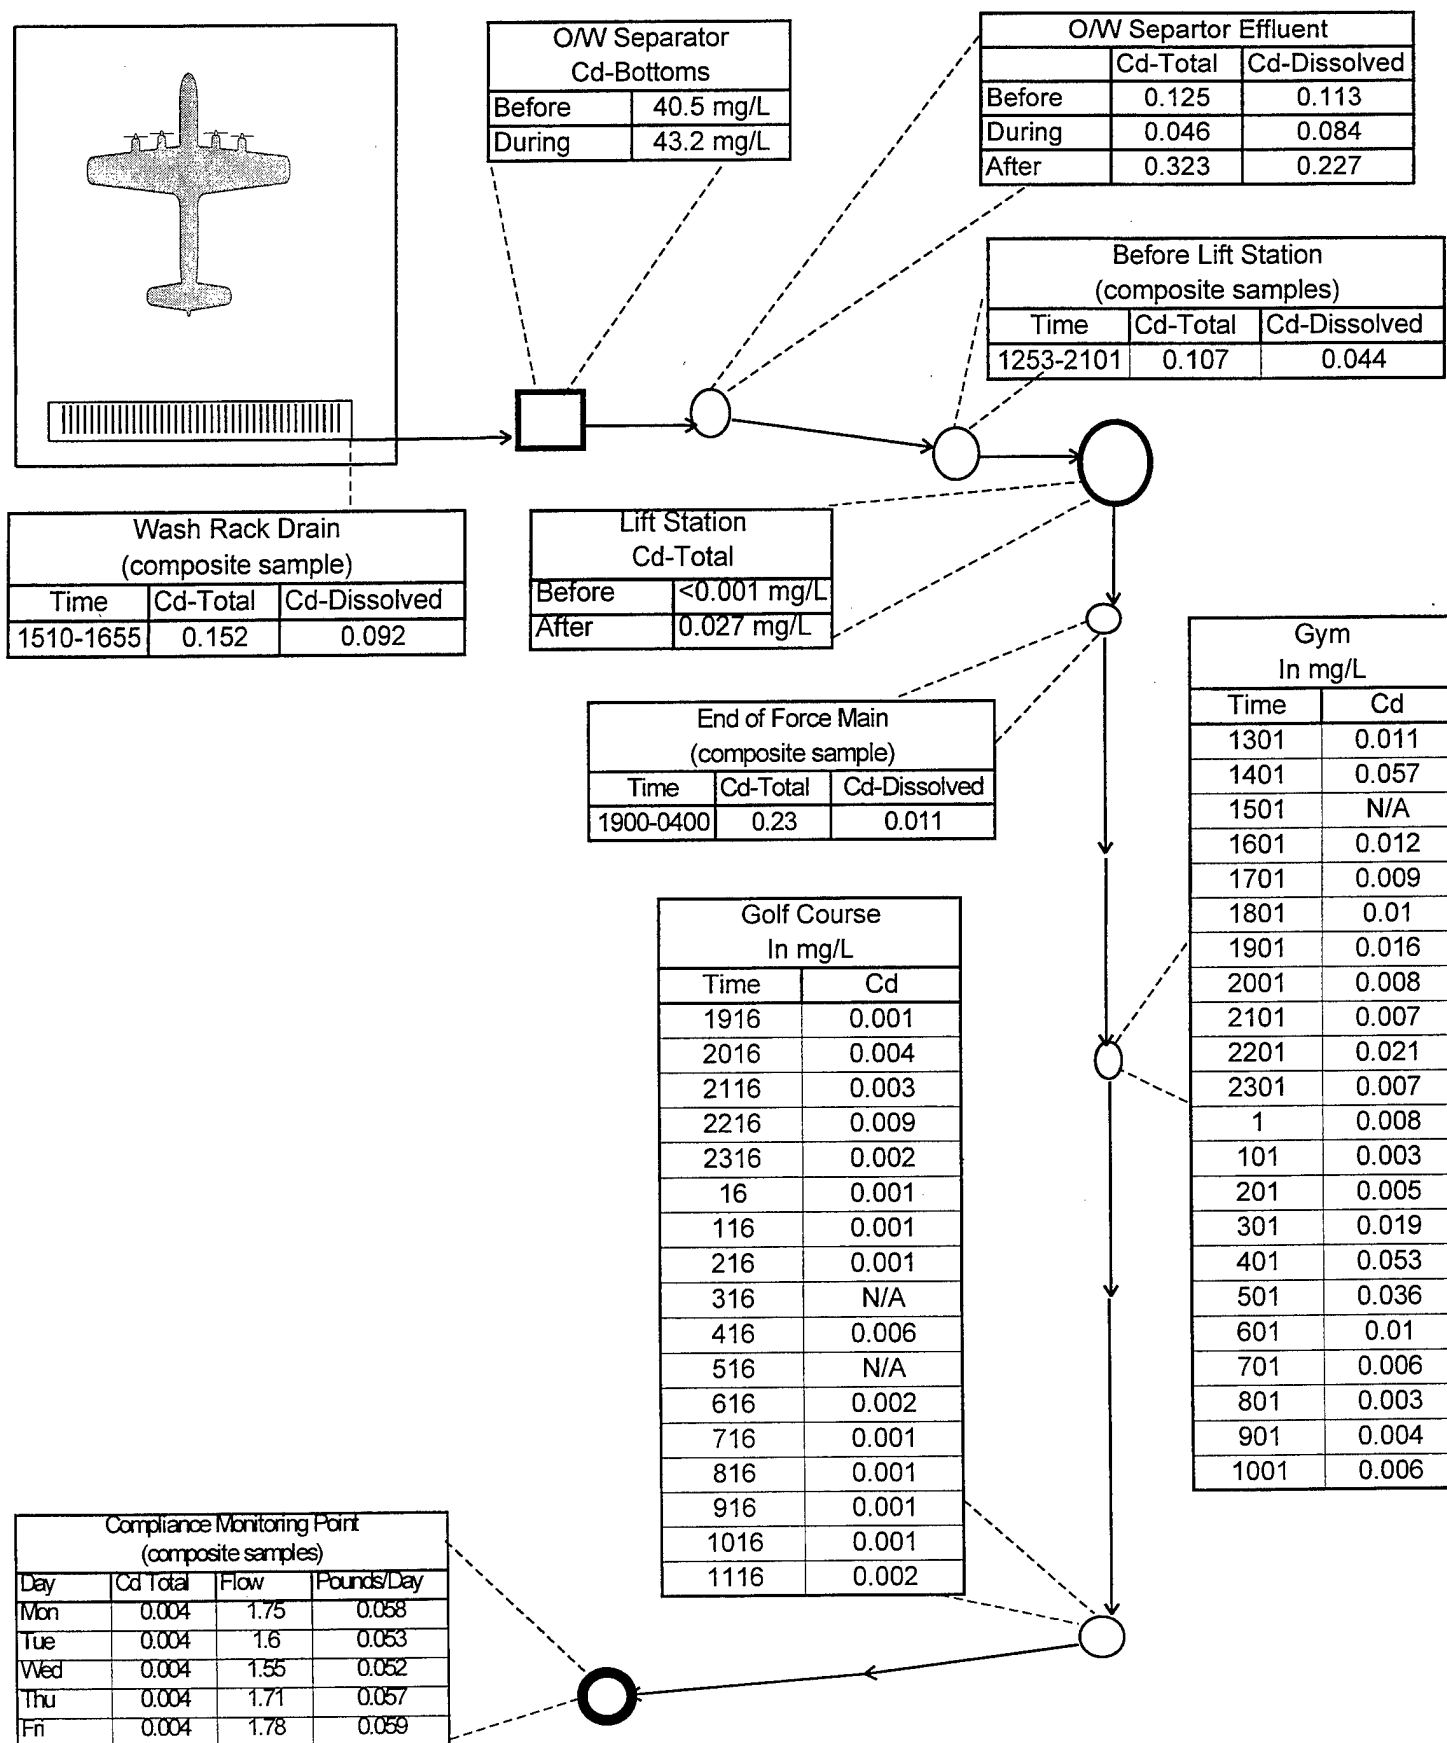 O/W Separator
Cd-Bottoms
Before 40.5 mg/L
During 43.2 mg/L
O/W Separtor Effluent
Cd-Total Cd-Dissolved
Before 0.125 0.113
During 0.046 0.084
After 0.323 0.227
Before Lift Station
(composite samples)
Time Cd-Total Cd-Dissolved
1253-2101 0.107 0.044
Wash Rack Drain
(composite sample)
Time Cd-Total Cd-Dissolved
1510-1655 0.152 0.092
Lift Station
Cd-Total
Before <0.001 mg/L
After 0.027 mg/L
End of Force Main
(composite sample)
Time Cd-Total Cd-Dissolved
1900-0400 0.23 0.011
Gym
In mg/L
Time Cd
1301 0.011
1401 0.057
1501 N/A
1601 0.012
1701 0.009
1801 0.01
1901 0.016
2001 0.008
2101 0.007
2201 0.021
2301 0.007
1 0.008
101 0.003
201 0.005
301 0.019
401 0.053
501 0.036
601 0.01
701 0.006
801 0.003
901 0.004
1001 0.006
Golf Course
In mg/L
Time Cd
1916 0.001
2016 0.004
2116 0.003
2216 0.009
2316 0.002
16 0.001
116 0.001
216 0.001
316 N/A
416 0.006
516 N/A
616 0.002
716 0.001
816 0.001
916 0.001
1016 0.001
1116 0.002
Compliance Monitoring Point
(composite samples)
Day Cd Total Flow Pounds/Day
Mon 0.004 1.75 0.058
Tue 0.004 1.6 0.053
Wed 0.004 1.55 0.052
Thu 0.004 1.71 0.057
Fri 0.004 1.78 0.059